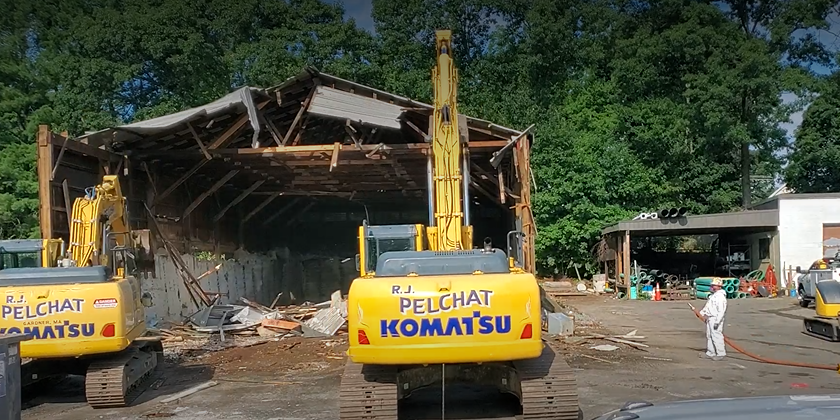 R.J.
PELCHAT
GARDNER, MA
KOMATSU
R.J.
PELCHAT
KOMATSU